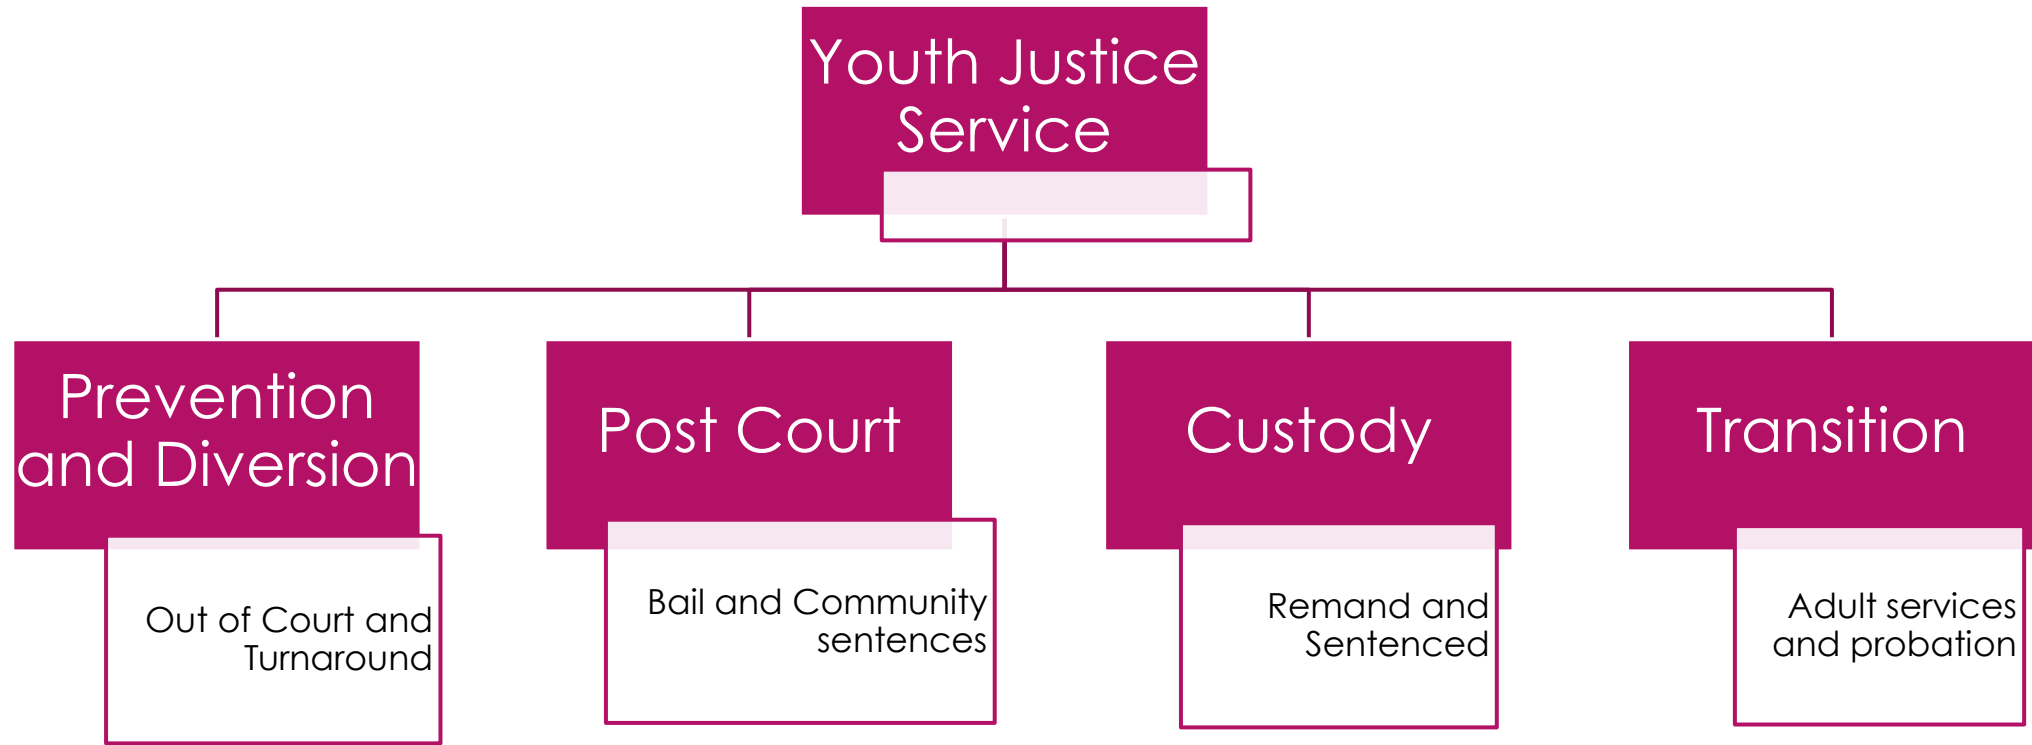 Youth Justice
Service
Prevention
and Diversion
Out of Court and
Turnaround
Post Court
Bail and Community
sentences
Custody
Remand and
Sentenced
Transition
Adult services
and probation